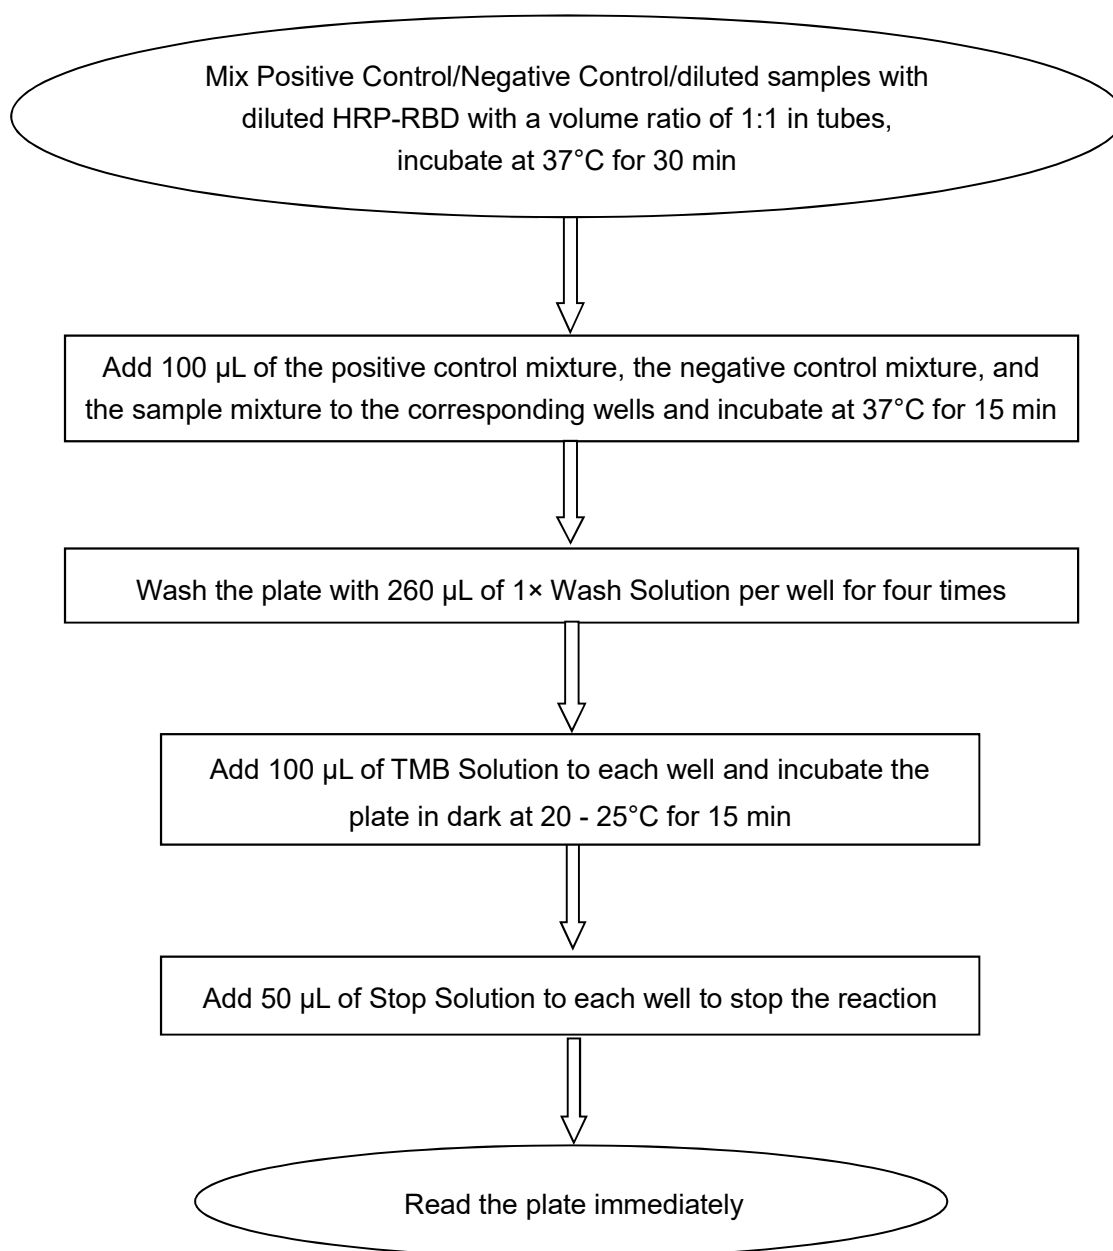 Mix Positive Control/Negative Control/diluted samples with
diluted HRP-RBD with a volume ratio of 1:1 in tubes,
incubate at 37°C for 30 min
Add 100 µL of the positive control mixture, the negative control mixture, and
the sample mixture to the corresponding wells and incubate at 37°C for 15 min
Wash the plate with 260 µL of 1× Wash Solution per well for four times
Add 100 µL of TMB Solution to each well and incubate the
plate in dark at 20 - 25°C for 15 min
Add 50 µL of Stop Solution to each well to stop the reaction
Read the plate immediately